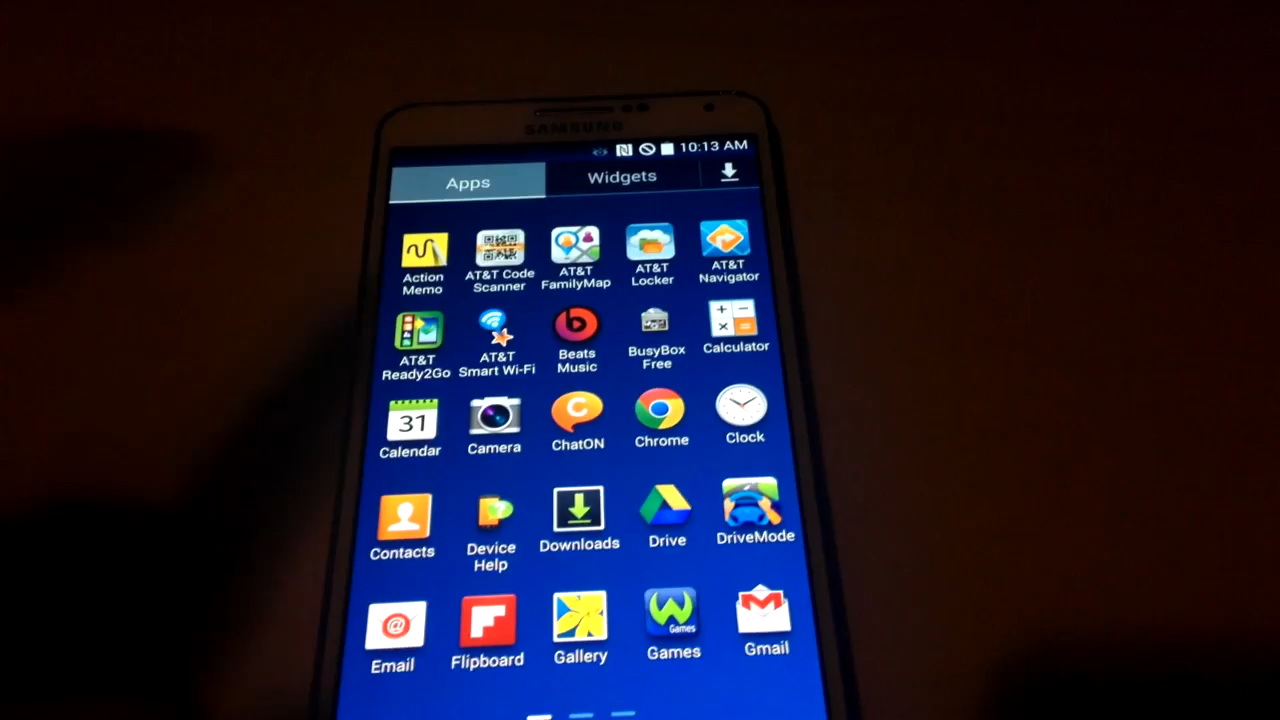 SAMSUNG
10:13 AM
Apps
Widgets
Action
Memo
AT&T Code
Scanner
AT&T
FamilyMap
AT&T
Locker
AT&T
Navigator
AT&T
Ready2Go
AT&T
Smart Wi-Fi
Beats
Music
BusyBox
Free
Calculator
31
Calendar
Camera
C
ChatON
Chrome
Clock
Contacts
Device
Help
Downloads
Drive
DriveMode
@
Email
Flipboard
Gallery
W
Games
Games
M
Gmail